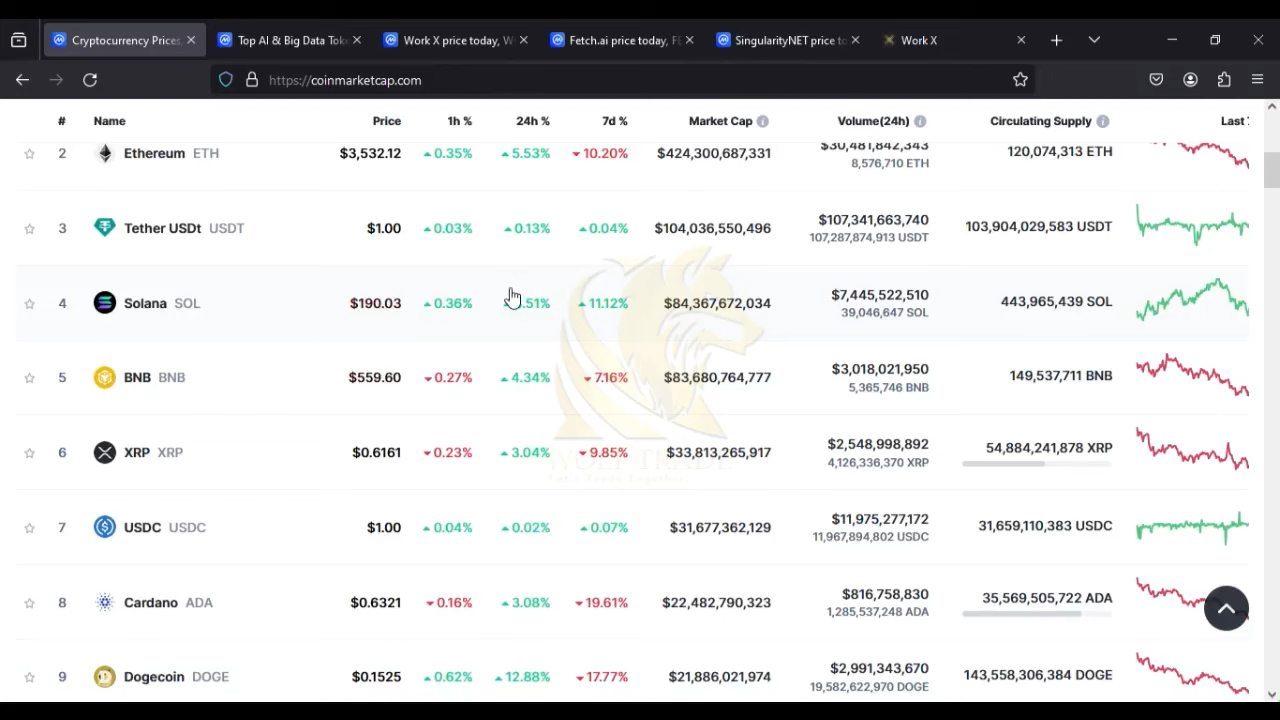 Cryptocurrency Prices,
Top AI & Big Data Tok
Work X price today, W
Fetch.ai price today, FE
SingularityNET price to
Work X
https://coinmarketcap.com
# Name Price 1h % 24h % 7d % Market Cap Volume(24h) Circulating Supply Last 7
2 Ethereum ETH $3,532.12 0.35% 5.53% 10.20% $424,300,687,331 $30,481,842,343 120,074,313 ETH
8,576,710 ETH
3 Tether USDt USDT $1.00 0.03% 0.13% 0.04% $104,036,550,496 $107,341,663,740 103,904,029,583 USDT
107,287,874,913 USDT
4 Solana SOL $190.03 0.36% .51% 11.12% $84,367,672,034 $7,445,522,510 443,965,439 SOL
39,046,647 SOL
5 BNB BNB $559.60 0.27% 4.34% 7.16% $83,680,764,777 $3,018,021,950 149,537,711 BNB
5,365,746 BNB
6 XRP XRP $0.6161 0.23% 3.04% 9.85% $33,813,265,917 $2,548,998,892 54,884,241,878 XRP
4,126,336,370 XRP
7 USDC USDC $1.00 0.04% 0.02% 0.07% $31,677,362,129 $11,975,277,172 31,659,110,383 USDC
11,967,894,802 USDC
8 Cardano ADA $0.6321 0.16% 3.08% 19.61% $22,482,790,323 $816,758,830 35,569,505,722 ADA
1,285,537,248 ADA
9 Dogecoin DOGE $0.1525 0.62% 12.88% 17.77% $21,886,021,974 $2,991,343,670 143,558,306,384 DOGE
19,582,622,970 DOGE
WOLF TRADE